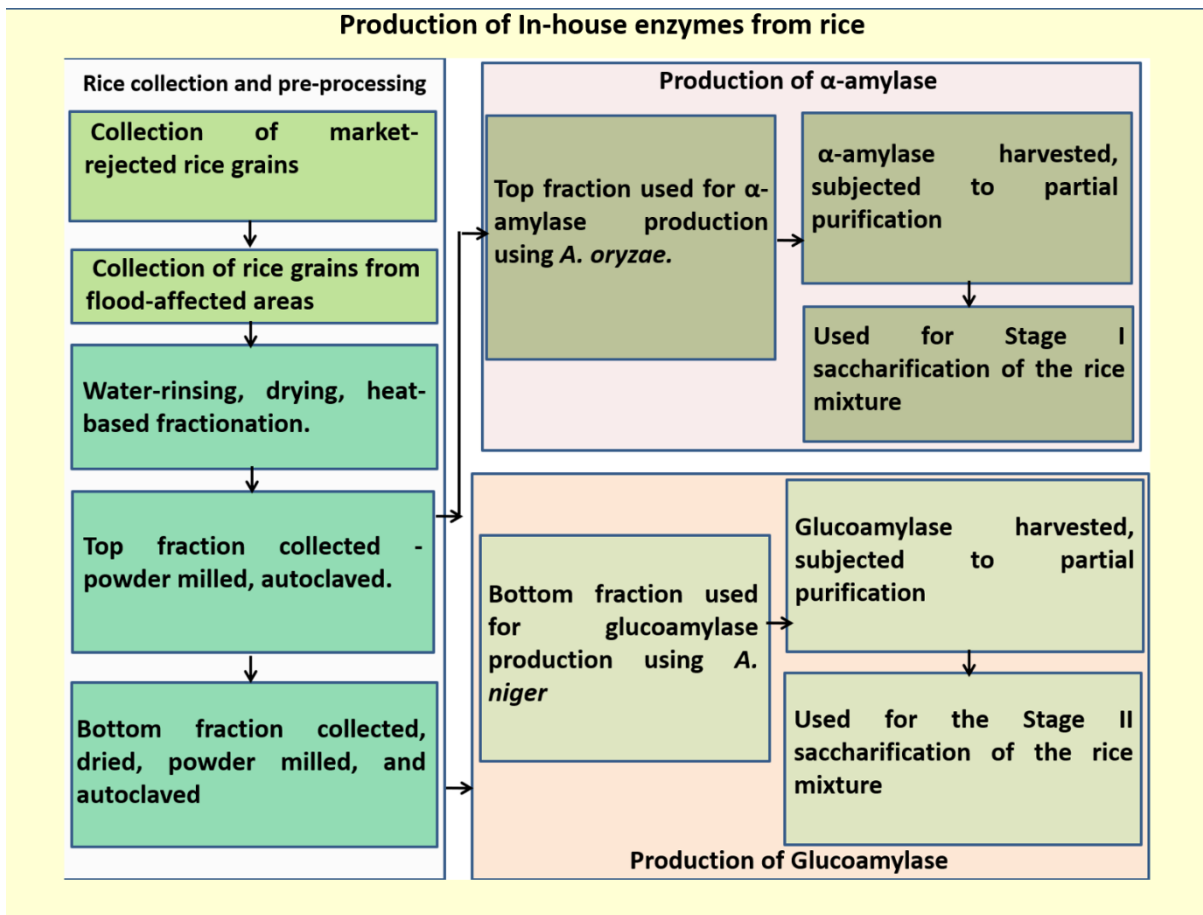 Production of In-house enzymes from rice
Rice collection and pre-processing
Collection of market-
rejected rice grains
Collection of rice grains from
flood-affected areas
Water-rinsing, drying, heat-
based fractionation.
Top fraction collected -
powder milled, autoclaved.
Bottom fraction collected,
dried, powder milled, and
autoclaved
Production of α-amylase
Top fraction used for α-
amylase production
using A. oryzae.
α-amylase harvested,
subjected to partial
purification
Used for Stage I
saccharification of the rice
mixture
Bottom fraction used
for glucoamylase
production using A.
niger
Glucoamylase harvested,
subjected to partial
purification
Used for the Stage II
saccharification of the rice
mixture
Production of Glucoamylase